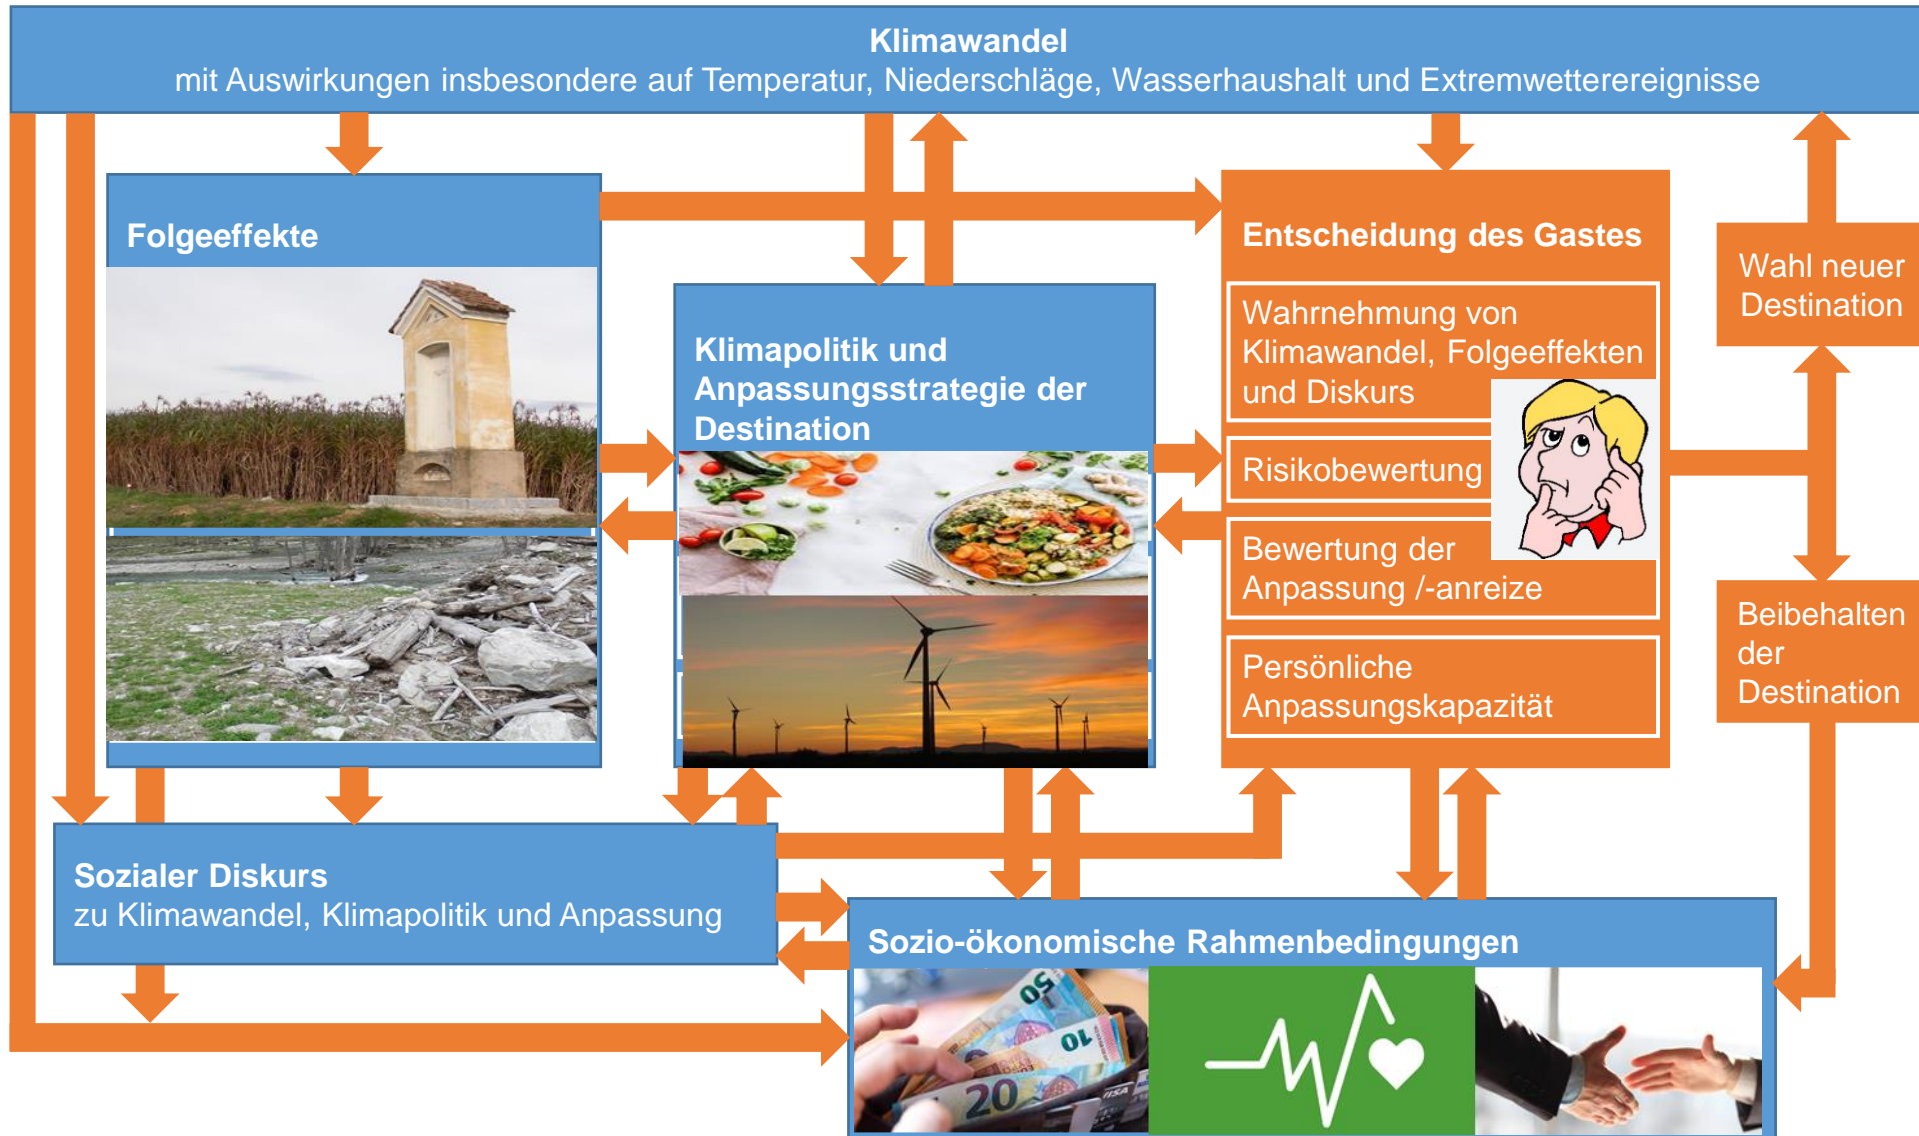 Klimawandel
mit Auswirkungen insbesondere auf Temperatur, Niederschläge, Wasserhaushalt und Extremwetterereignisse
Folgeeffekte
Klimapolitik und
Anpassungsstrategie der
Destination
Entscheidung des Gastes
Wahrnehmung von
Klimawandel, Folgeeffekten
und Diskurs
Risikobewertung
Bewertung der
Anpassung /-anreize
Persönliche
Anpassungskapazität
Wahl neuer
Destination
Beibehalten
der
Destination
Sozialer Diskurs
zu Klimawandel, Klimapolitik und Anpassung
Sozio-ökonomische Rahmenbedingungen
50
10
20
VISA